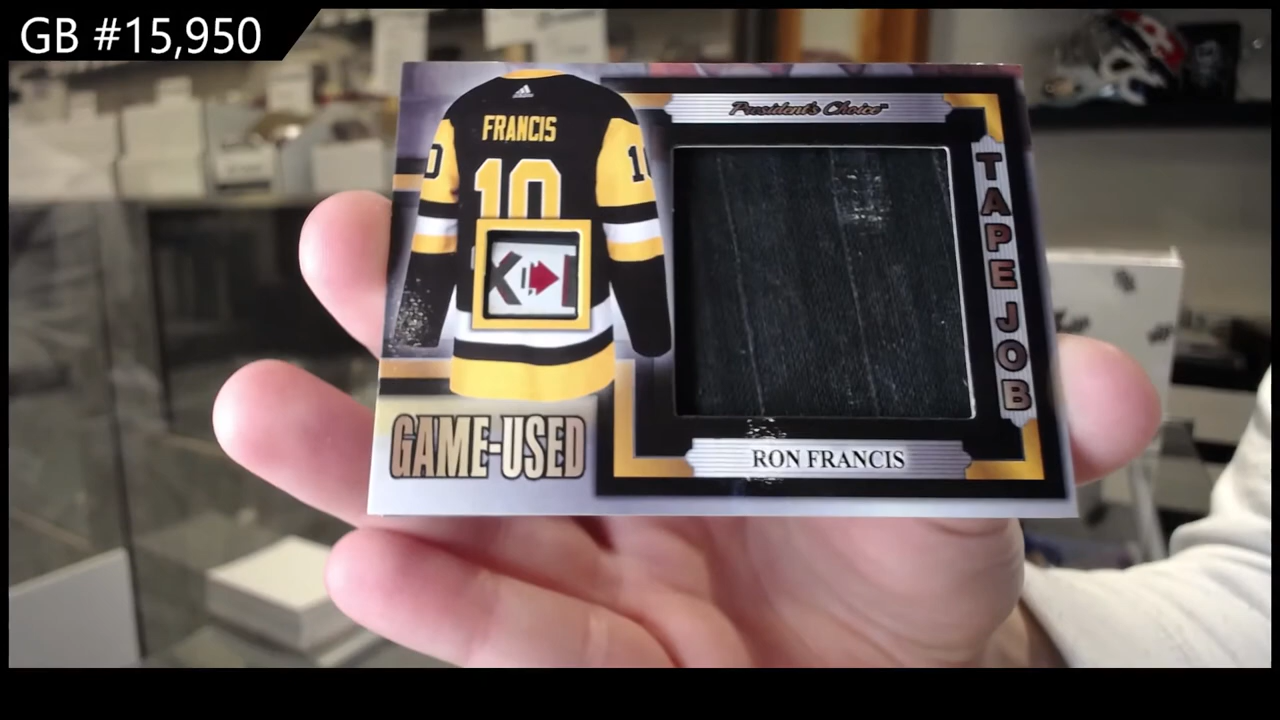 GB #15,950
President's Choice
FRANCIS
10
10
TAPE JOB
GAME-USED
RON FRANCIS